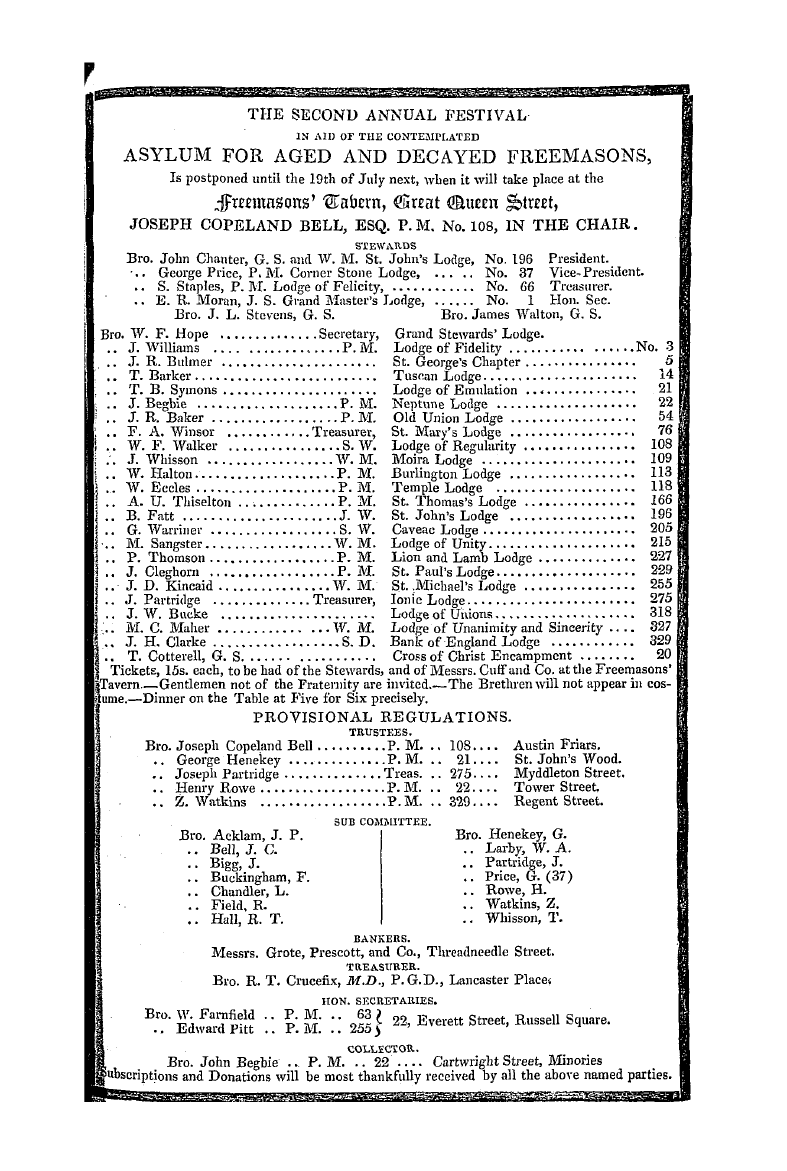 THE SECOND ANNUAL FESTIVAL
IN AID OF THE CONTEMPLATED
ASYLUM FOR AGED AND DECAYED FREEMASONS,
Is postponed until the 19th of July next, when it will take place at the
Freemasons' Tavern, Great Queen Street,
JOSEPH COPELAND BELL, ESQ. P. M. No. 108, IN THE CHAIR.
STEWARDS
Bro. John Chanter, G. S. and W. M. St. John's Lodge, No. 196 President.
.. George Price, P. M. Corner Stone Lodge, ... .. No. 37 Vice-President.
.. S. Staples, P. M. Lodge of Felicity, ............ No. 66 Treasurer.
.. E. R. Moran, J. S. Grand Master's Lodge, ...... No. 1 Hon. Sec.
Bro. J. L. Stevens, G. S. Bro. James Walton, G. S.
Bro. W. F. Hope ..............Secretary, Grand Stewards' Lodge.
.. J. Williams .... .............P. M. Lodge of Fidelity ........... ......No. 3
.. J. R. Bulmer ...................... St. George's Chapter ................ 5
.. T. Barker.......................... Tuscan Lodge...................... 14
.. T. B. Symons ...................... Lodge of Emulation ................ 21
.. J. Begbie ....................P. M. Neptune Lodge .................... 22
.. J. R. Baker ..................P. M. Old Union Lodge .................. 54
.. F. A. Winsor ............Treasurer, St. Mary's Lodge .................. 76
.. W. F. Walker ................S. W. Lodge of Regularity ................ 108
.. J. Whisson ..................W. M. Moira Lodge ...................... 109
.. W. Halton....................P. M. Burlington Lodge .................. 113
.. W. Eccles ....................P. M. Temple Lodge .................... 118
.. A. U. Thiselton ..............P. M. St. Thomas's Lodge ................ 166
.. B. Fatt ......................J. W. St. John's Lodge .................. 196
.. G. Warriner ..................S. W. Caveac Lodge...................... 205
.. M. Sangster..................W. M. Lodge of Unity.................... 215
.. P. Thomson..................P. M. Lion and Lamb Lodge .............. 227
.. J. Cleghorn ..................P. M. St. Paul's Lodge.................... 229
.. J. D. Kincaid ................W. M. St. Michael's Lodge ................ 255
.. J. Partridge ..............Treasurer, Ionic Lodge........................ 275
.. J. W. Bucke ...................... Lodge of Unions.................... 318
.. M. C. Maher ........... ...W. M. Lodge of Unanimity and Sincerity .... 327
.. J. H. Clarke ..................S. D. Bank of England Lodge ............ 329
.. T. Cotterell, G. S. ...... ........... Cross of Christ Encampment ........ 20
Tickets, 15s. each, to be had of the Stewards, and of Messrs. Cuff and Co. at the Freemasons'
Tavern.—Gentlemen not of the Fraternity are invited.—The Brethren will not appear in cos-
tume.—Dinner on the Table at Five for Six precisely.
PROVISIONAL REGULATIONS.
TRUSTEES.
Bro. Joseph Copeland Bell ..........P. M. .. 108.... Austin Friars.
.. George Henekey ..............P. M. .. 21.... St. John's Wood.
.. Joseph Partridge ..............Treas. .. 275.... Myddleton Street.
.. Henry Rowe..................P. M. .. 22.... Tower Street.
.. Z. Watkins ..................P. M. .. 329.... Regent Street.
SUB COMMITTEE.
Bro. Acklam, J. P. Bro. Henekey, G.
.. Bell, J. C. .. Larby, W. A.
.. Bigg, J. .. Partridge, J.
.. Buckingham, F. .. Price, G. (37)
.. Chandler, L. .. Rowe, H.
.. Field, R. .. Watkins, Z.
.. Hall, R. T. .. Whisson, T.
BANKERS.
Messrs. Grote, Prescott, and Co., Threadneedle Street.
TREASURER.
Bro. R. T. Crucefix, M.D., P. G. D., Lancaster Place.
HON. SECRETARIES.
Bro. W. Farnfield .. P. M. .. 63 } 22, Everett Street, Russell Square.
.. Edward Pitt .. P. M. .. 255
COLLECTOR.
Bro. John Begbie .. P. M. .. 22 .... Cartwright Street, Minories
Subscriptions and Donations will be most thankfully received by all the above named parties.